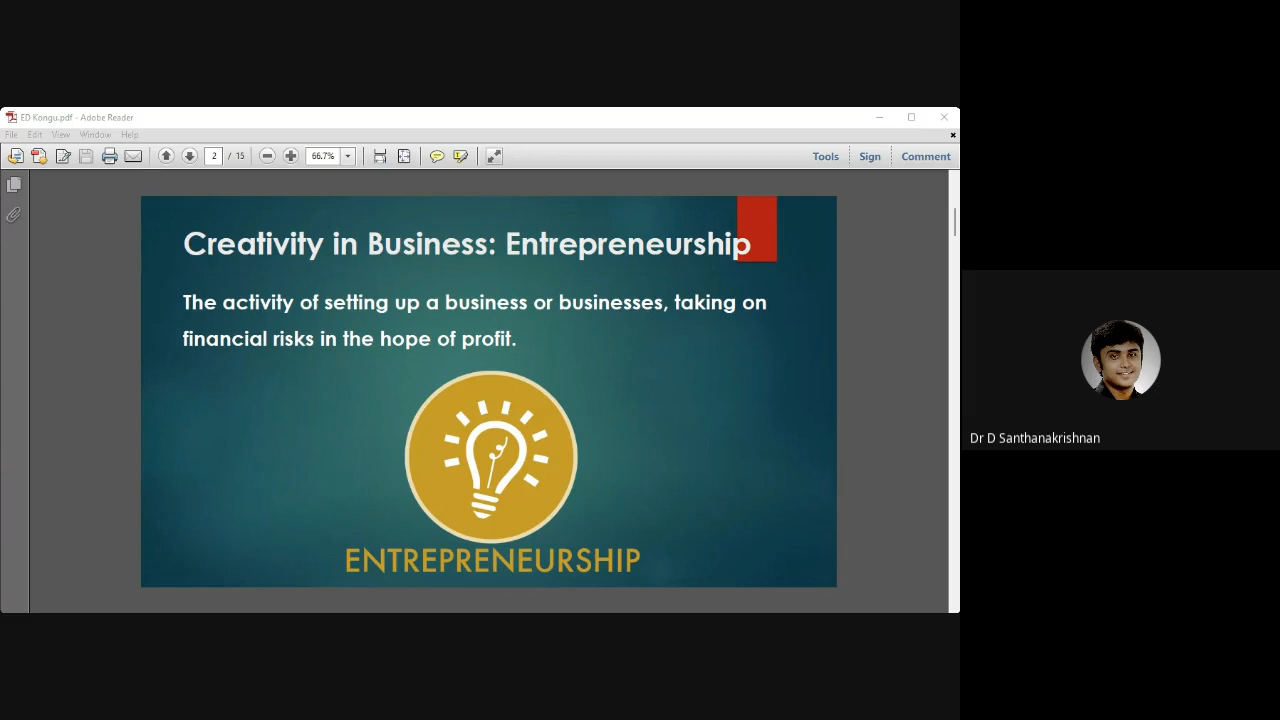 ED Kongu.pdf - Adobe Reader
File Edit View Window Help
2 / 15 66.7% Tools Sign Comment
Creativity in Business: Entrepreneurship
The activity of setting up a business or businesses, taking on
financial risks in the hope of profit.
ENTREPRENEURSHIP
Dr D Santhanakrishnan